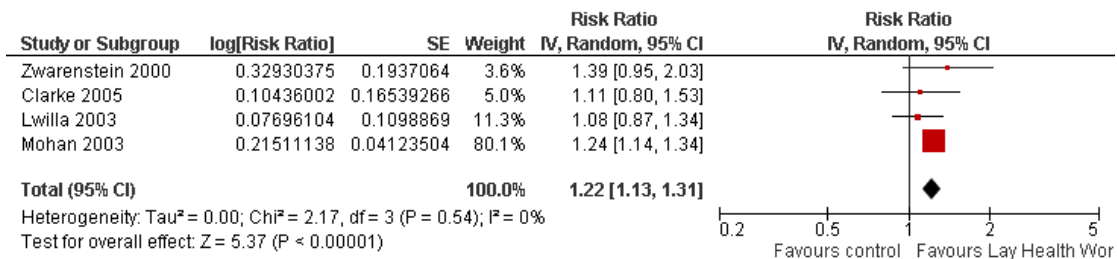 Risk Ratio Risk Ratio
Study or Subgroup log[Risk Ratio] SE Weight IV, Random, 95% CI IV, Random, 95% CI
Zwarenstein 2000 0.32930375 0.1937064 3.6% 1.39 [0.95, 2.03]
Clarke 2005 0.10436002 0.16539266 5.0% 1.11 [0.80, 1.53]
Lwilla 2003 0.07696104 0.1098869 11.3% 1.08 [0.87, 1.34]
Mohan 2003 0.21511138 0.04123504 80.1% 1.24 [1.14, 1.34]
Total (95% CI) 100.0% 1.22 [1.13, 1.31]
Heterogeneity: Tau² = 0.00; Chi² = 2.17, df = 3 (P = 0.54); I² = 0%
Test for overall effect: Z = 5.37 (P < 0.00001)
0.2 0.5 1 2 5
Favours control Favours Lay Health Wor